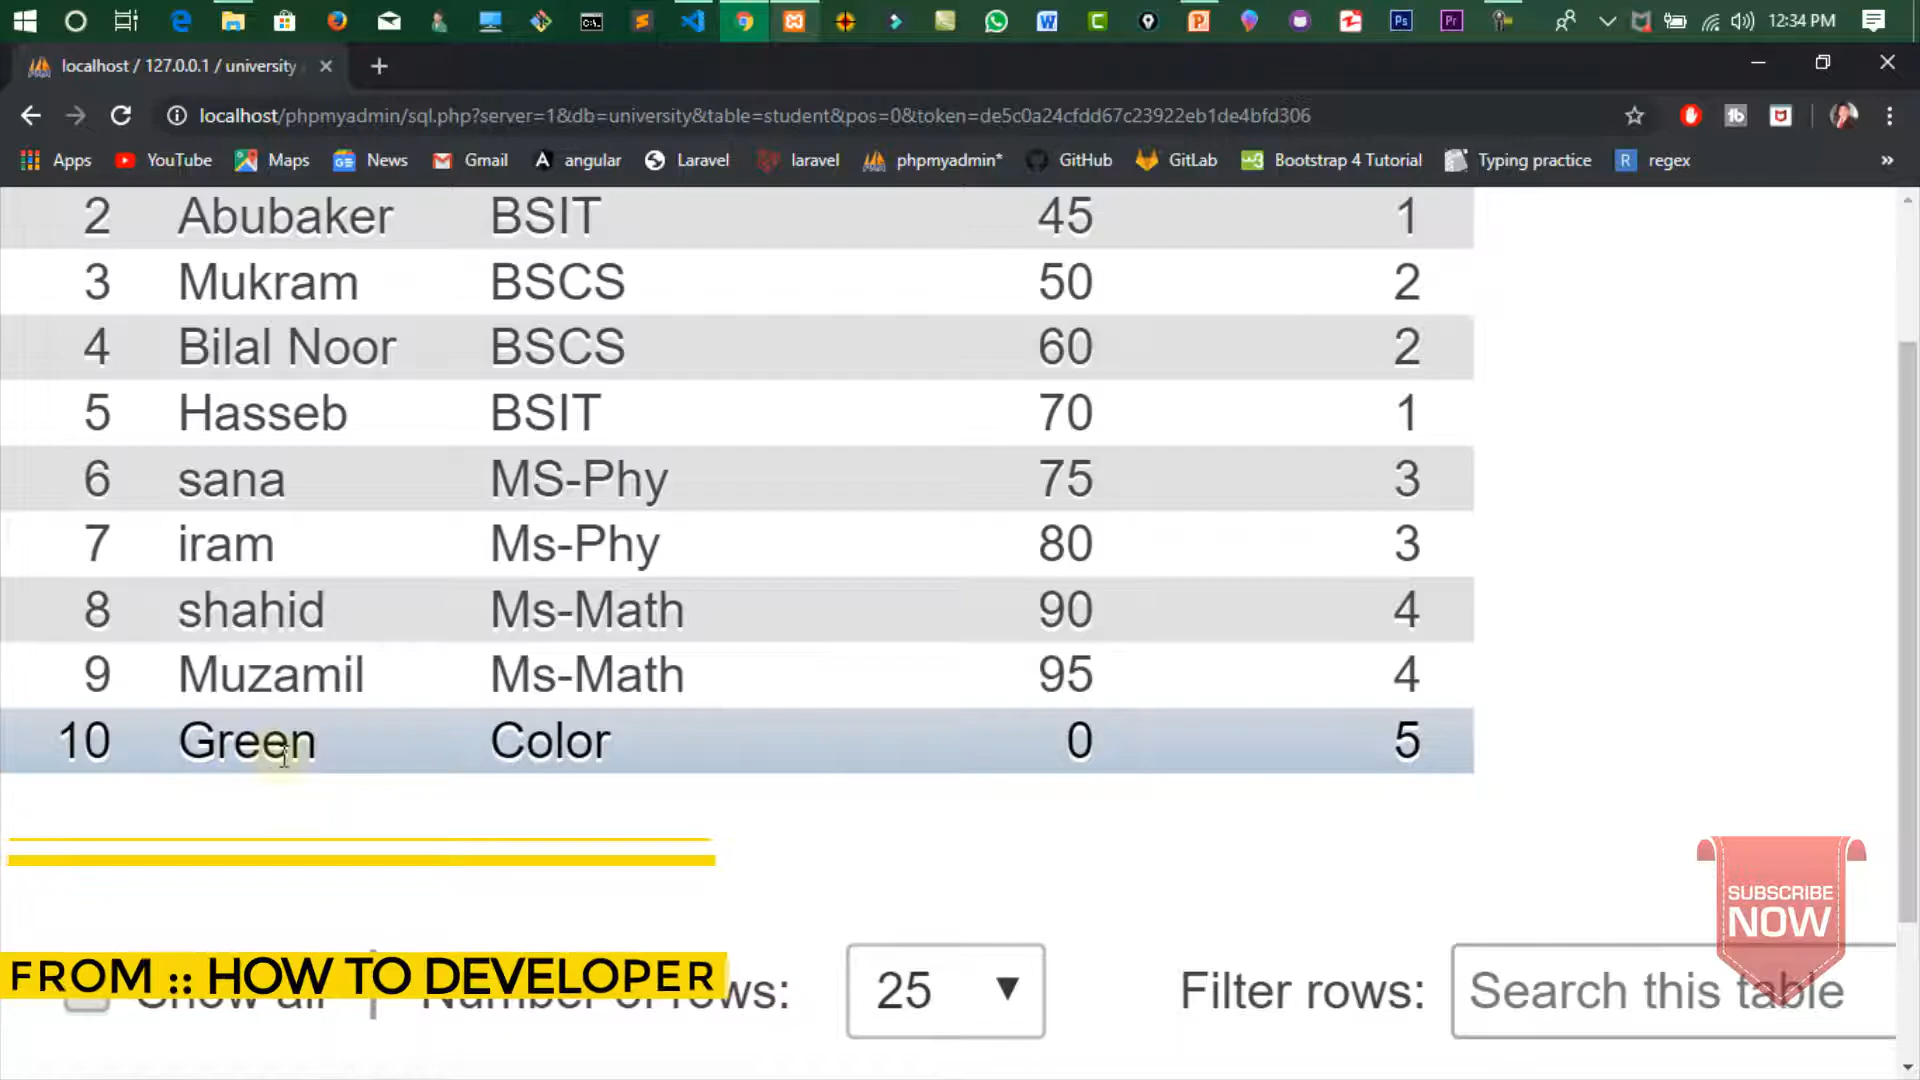 12:34 PM
localhost / 127.0.0.1 / university
localhost/phpmyadmin/sql.php?server=1&db=university&table=student&pos=0&token=de5c0a24cfdd67c23922eb1de4bfd306
Apps YouTube Maps News Gmail angular Laravel laravel phpmyadmin* GitHub GitLab Bootstrap 4 Tutorial Typing practice R regex »
2 Abubaker BSIT 45 1
3 Mukram BSCS 50 2
4 Bilal Noor BSCS 60 2
5 Hasseb BSIT 70 1
6 sana MS-Phy 75 3
7 iram Ms-Phy 80 3
8 shahid Ms-Math 90 4
9 Muzamil Ms-Math 95 4
10 Green Color 0 5
SUBSCRIBE
NOW
FROM :: HOW TO DEVELOPER
Show all Number of rows: 25 Filter rows: Search this table